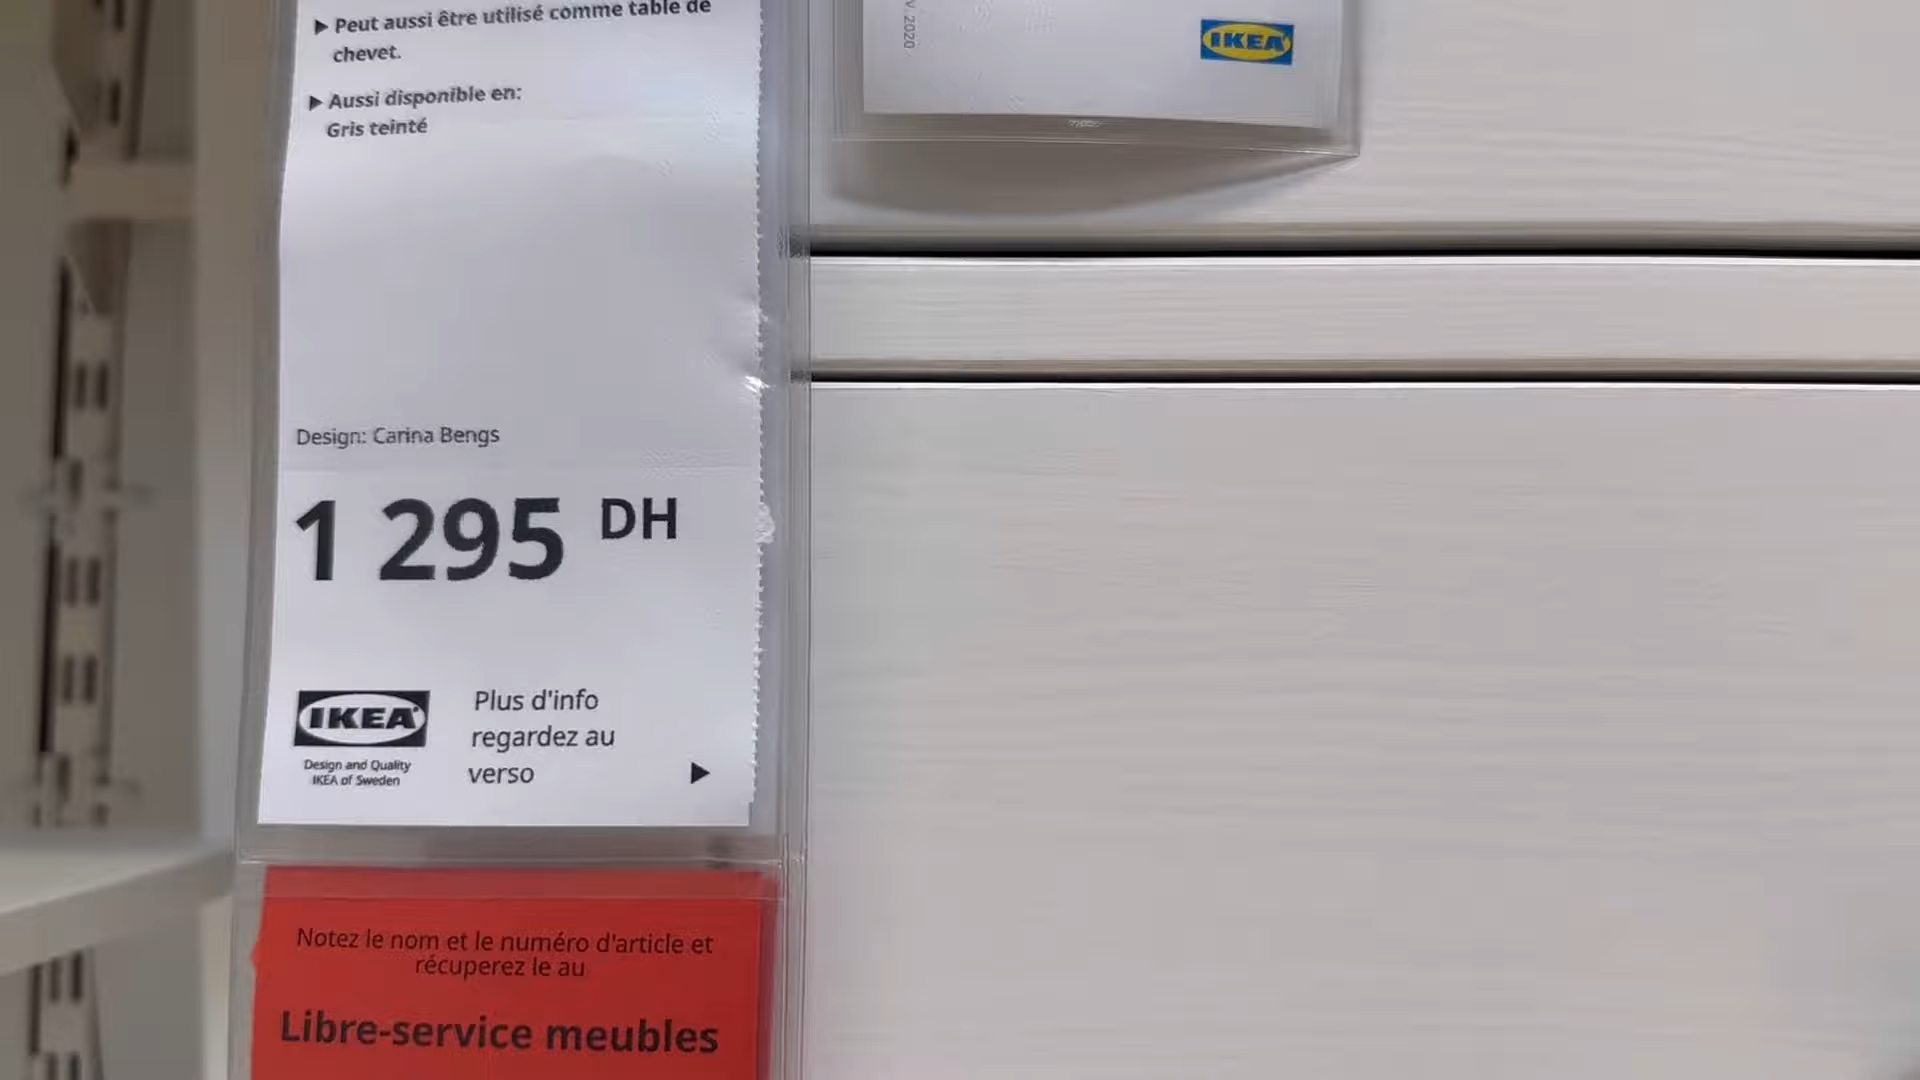 ▶ Peut aussi être utilisé comme table de
chevet.
▶ Aussi disponible en:
Gris teinté
Design: Carina Bengs
1 295 DH
IKEA
Design and Quality
IKEA of Sweden
Plus d'info
regardez au
verso ▶
Notez le nom et le numéro d'article et
récuperez le au
Libre-service meubles
2020
IKEA